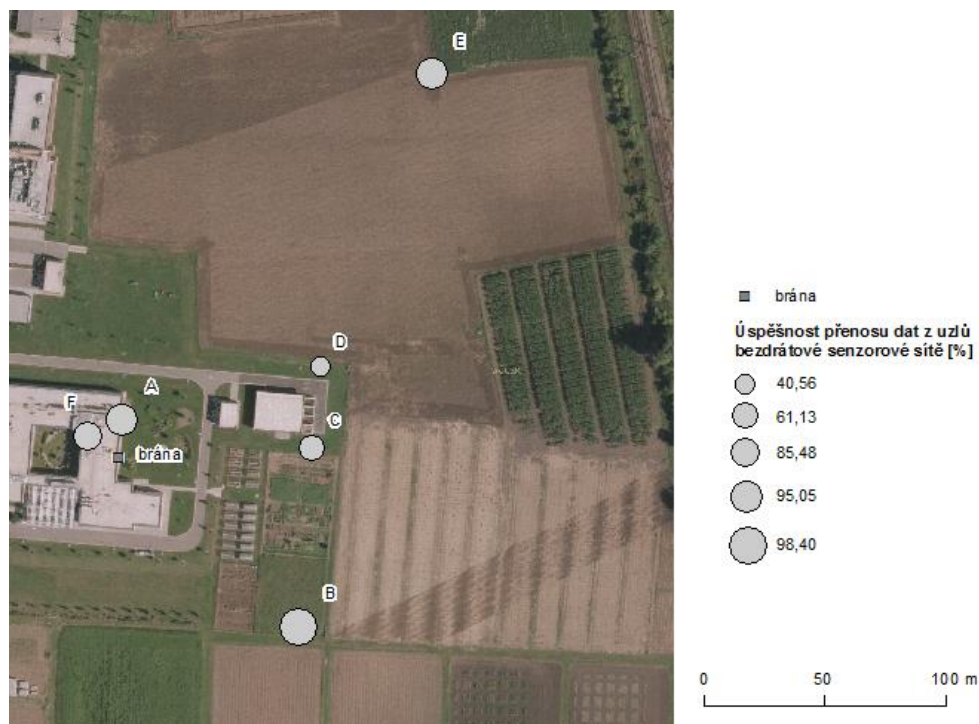 E
D
A
F
C
brána
B
brána
Úspěšnost přenosu dat z uzlů
bezdrátové senzorové sítě [%]
40,56
61,13
85,48
95,05
98,40
0 50 100 m